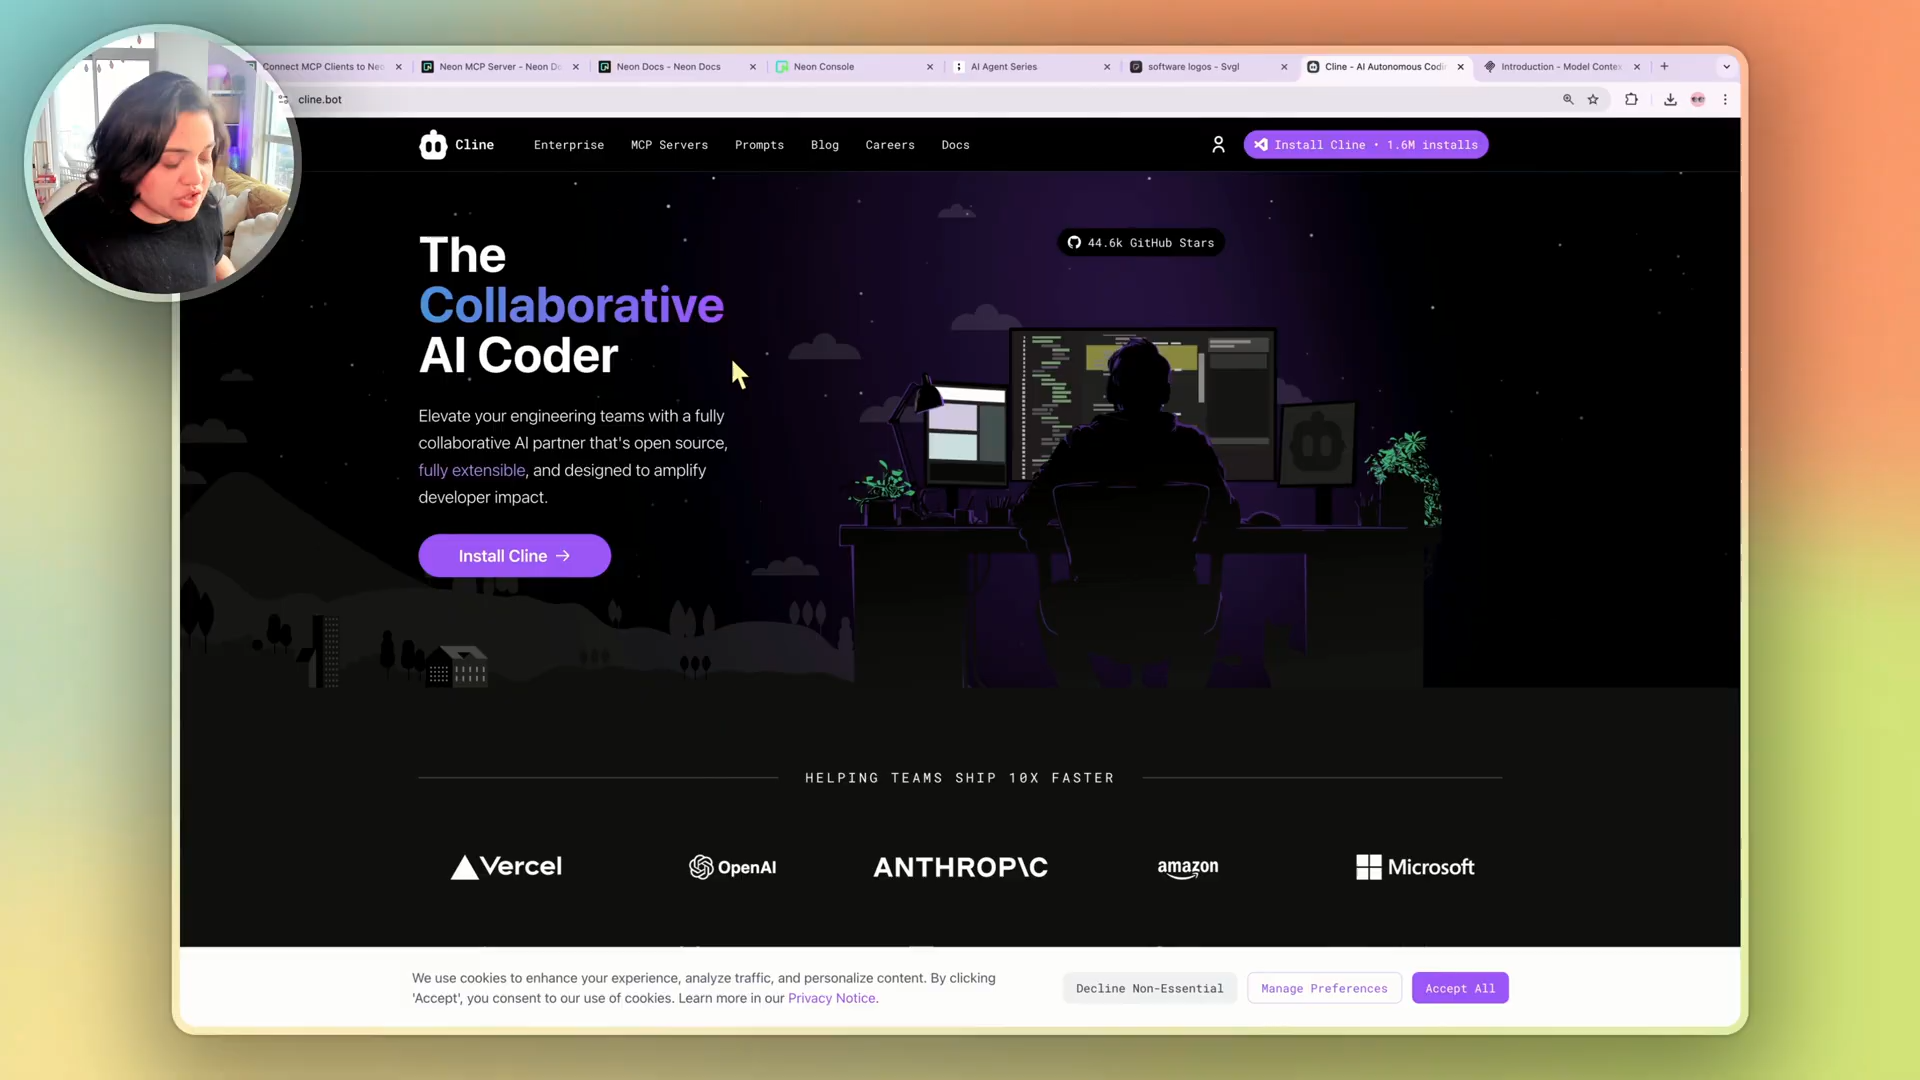 Connect MCP Clients to Neo
Neon MCP Server - Neon Do
Neon Docs - Neon Docs
Neon Console
AI Agent Series
software logos - Svgl
Cline - AI Autonomous Codi
Introduction - Model Contex
cline.bot
Cline
Enterprise
MCP Servers
Prompts
Blog
Careers
Docs
Install Cline • 1.6M installs
The
Collaborative
AI Coder
44.6k GitHub Stars
Elevate your engineering teams with a fully
collaborative AI partner that's open source,
fully extensible, and designed to amplify
developer impact.
Install Cline →
HELPING TEAMS SHIP 10X FASTER
Vercel
OpenAI
ANTHROP\C
amazon
Microsoft
We use cookies to enhance your experience, analyze traffic, and personalize content. By clicking
'Accept', you consent to our use of cookies. Learn more in our Privacy Notice.
Decline Non-Essential
Manage Preferences
Accept All